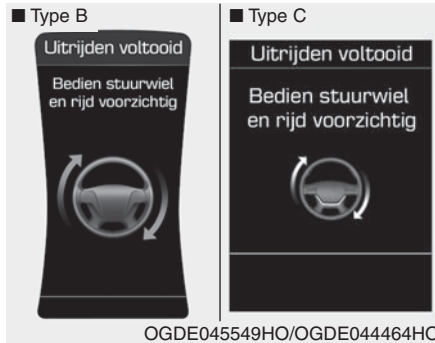 ■ Type B
Uitrijden voltooid
Bedien stuurwiel
en rijd voorzichtig
■ Type C
Uitrijden voltooid
Bedien stuurwiel
en rijd voorzichtig
OGDE045549HO/OGDE044464HO